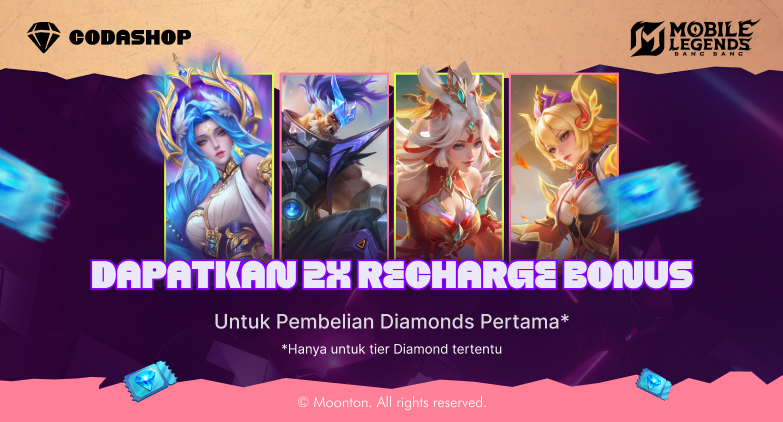 CODASHOP
MOBILE
LEGENDS
BANG BANG
DAPATKAN 2X RECHARGE BONUS
Untuk Pembelian Diamonds Pertama*
*Hanya untuk tier Diamond tertentu
© Moonton. All rights reserved.